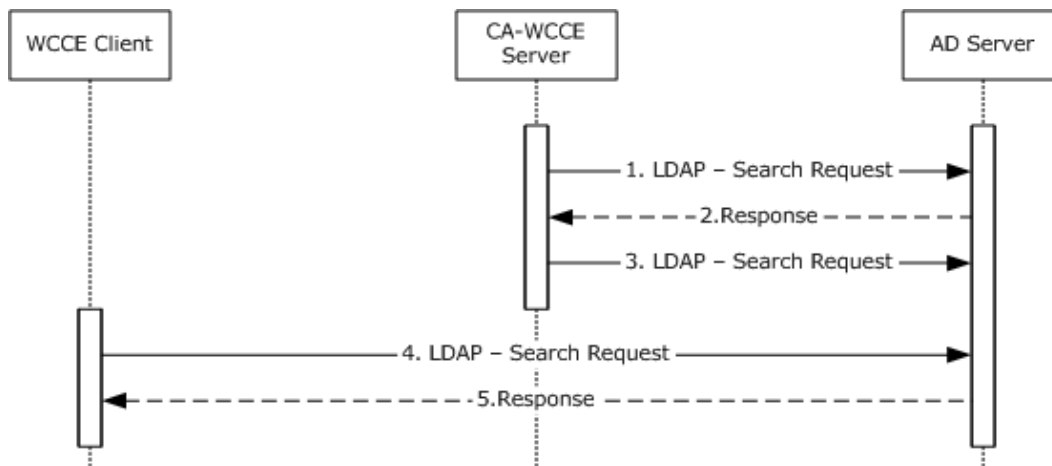 WCCE Client
CA-WCCE
Server
AD Server
1. LDAP – Search Request
2.Response
3. LDAP – Search Request
4. LDAP – Search Request
5.Response